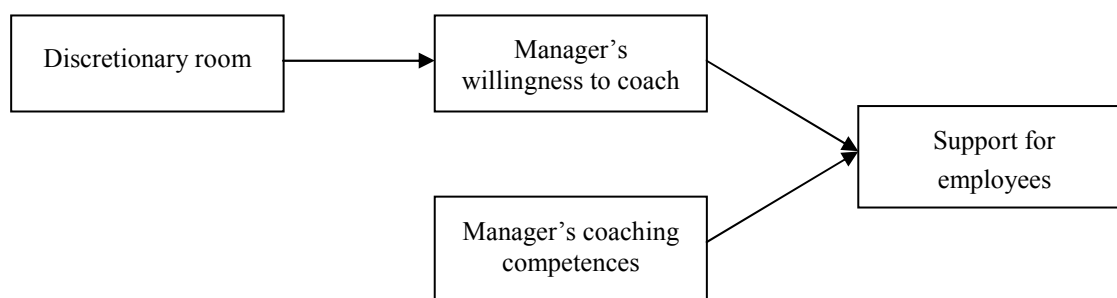 Discretionary room
Manager’s
willingness to coach
Support for
employees
Manager’s coaching
competences